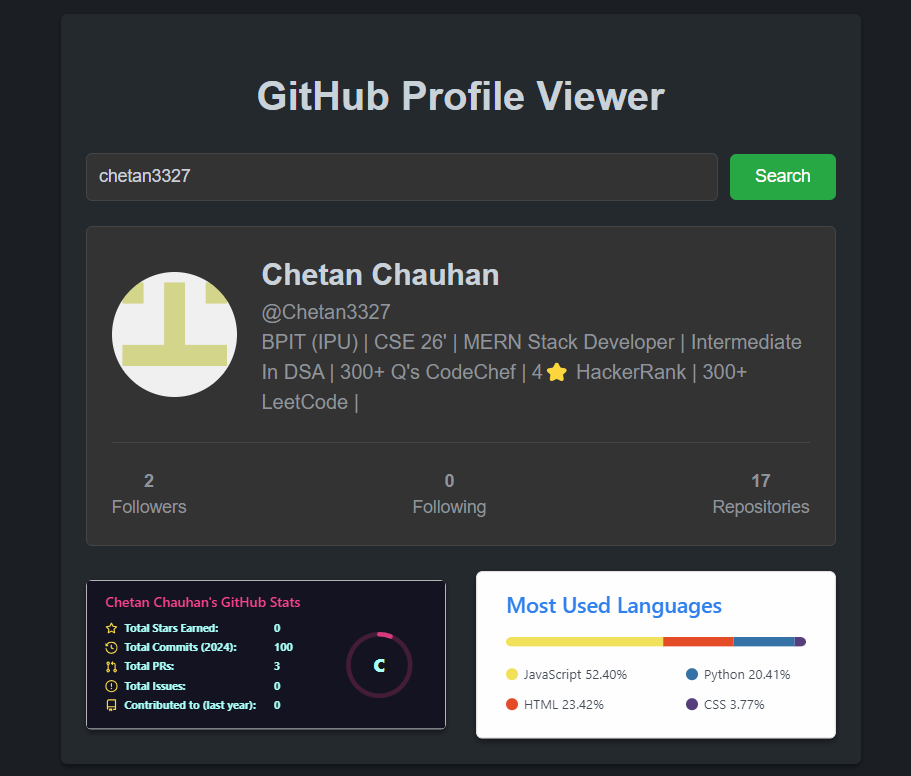 GitHub Profile Viewer
chetan3327
Search
Chetan Chauhan
@Chetan3327
BPIT (IPU) | CSE 26' | MERN Stack Developer | Intermediate
In DSA | 300+ Q's CodeChef | 4⭐ HackerRank | 300+
LeetCode |
2
Followers
0
Following
17
Repositories
Chetan Chauhan's GitHub Stats
Total Stars Earned: 0
Total Commits (2024): 100
Total PRs: 3
Total Issues: 0
Contributed to (last year): 0
C
Most Used Languages
JavaScript 52.40%
Python 20.41%
HTML 23.42%
CSS 3.77%